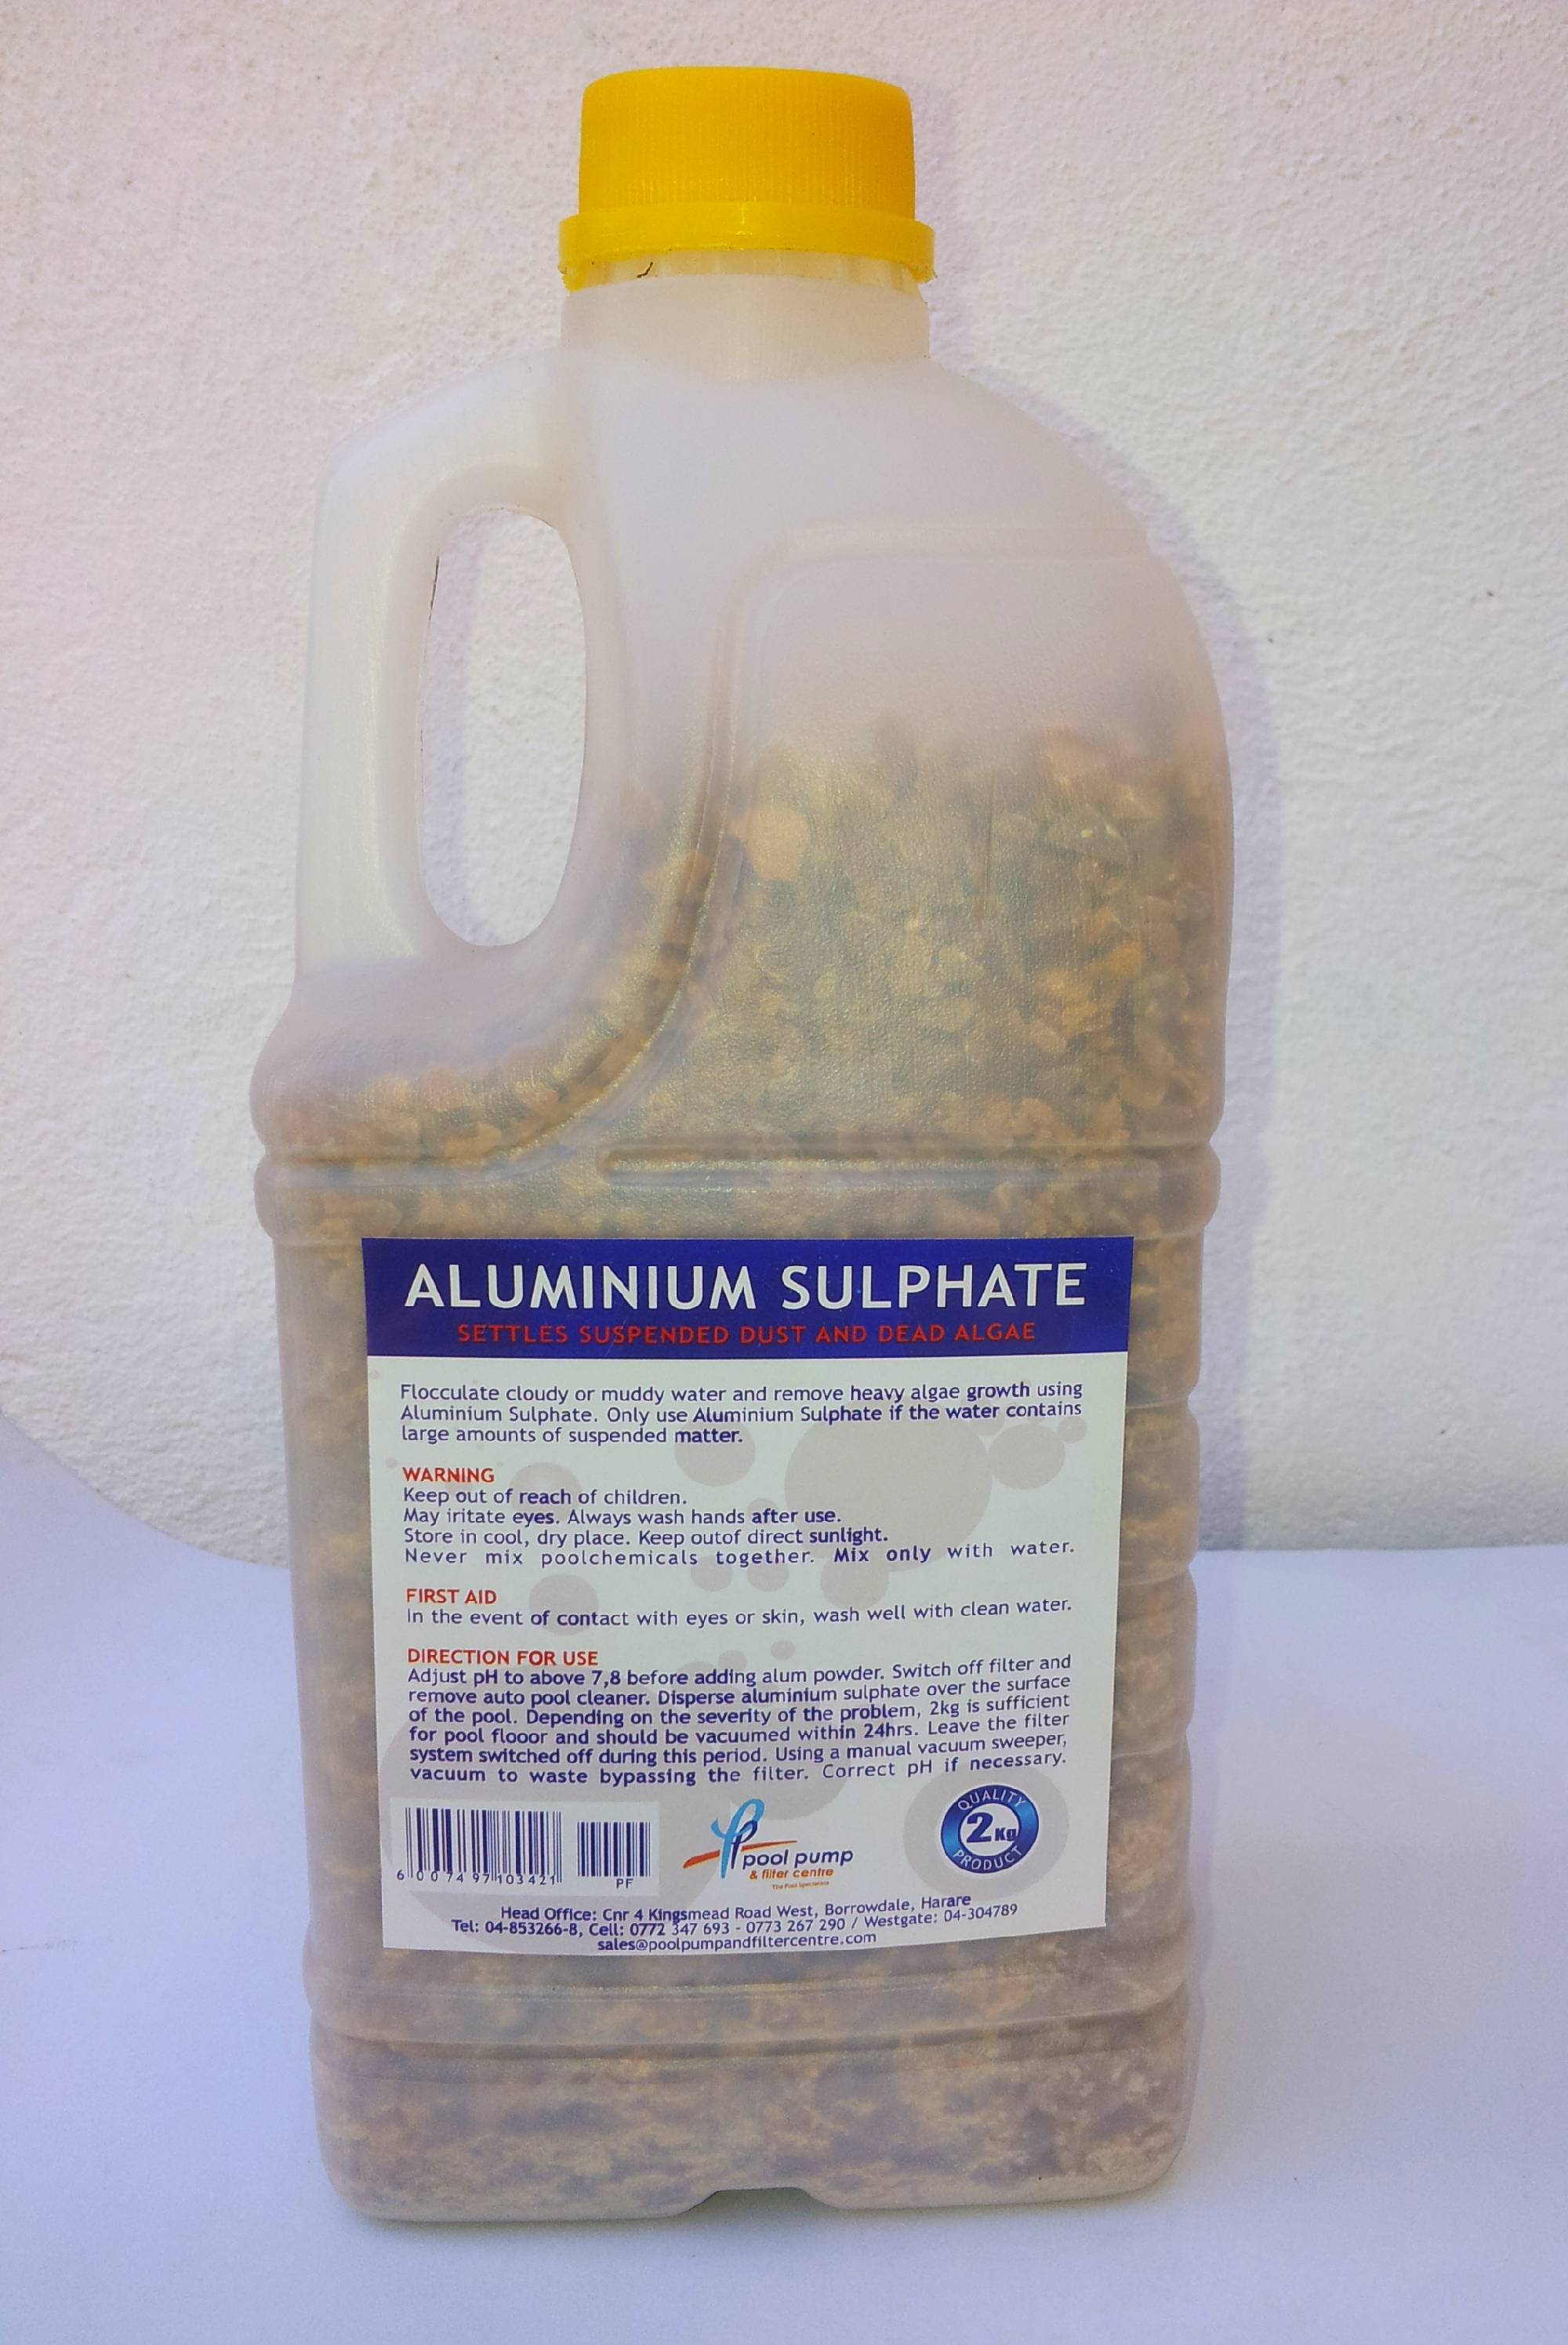 ALUMINIUM SULPHATE
SETTLES SUSPENDED DUST AND DEAD ALGAE
Flocculate cloudy or muddy water and remove heavy algae growth using
Aluminium Sulphate. Only use Aluminium Sulphate if the water contains
large amounts of suspended matter.
WARNING
Keep out of reach of children.
May irritate eyes. Always wash hands after use.
Store in cool, dry place. Keep outof direct sunlight.
Never mix poolchemicals together. Mix only with water.
FIRST AID
In the event of contact with eyes or skin, wash well with clean water.
DIRECTION FOR USE
Adjust pH to above 7,8 before adding alum powder. Switch off filter and
remove auto pool cleaner. Disperse aluminium sulphate over the surface
of the pool. Depending on the severity of the problem, 2kg is sufficient
for pool flooor and should be vacuumed within 24hrs. Leave the filter
system switched off during this period. Using a manual vacuum sweeper,
vacuum to waste bypassing the filter. Correct pH if necessary.
6 007497 103421
PF
pool pump
& filter centre
The Pool Specialists
QUALITY
2Kg
PRODUCT
Head Office: Cnr 4 Kingsmead Road West, Borrowdale, Harare
Tel: 04-853266-8, Cell: 0772 347 693 - 0773 267 290 / Westgate: 04-304789
sales@poolpumpandfiltercentre.com